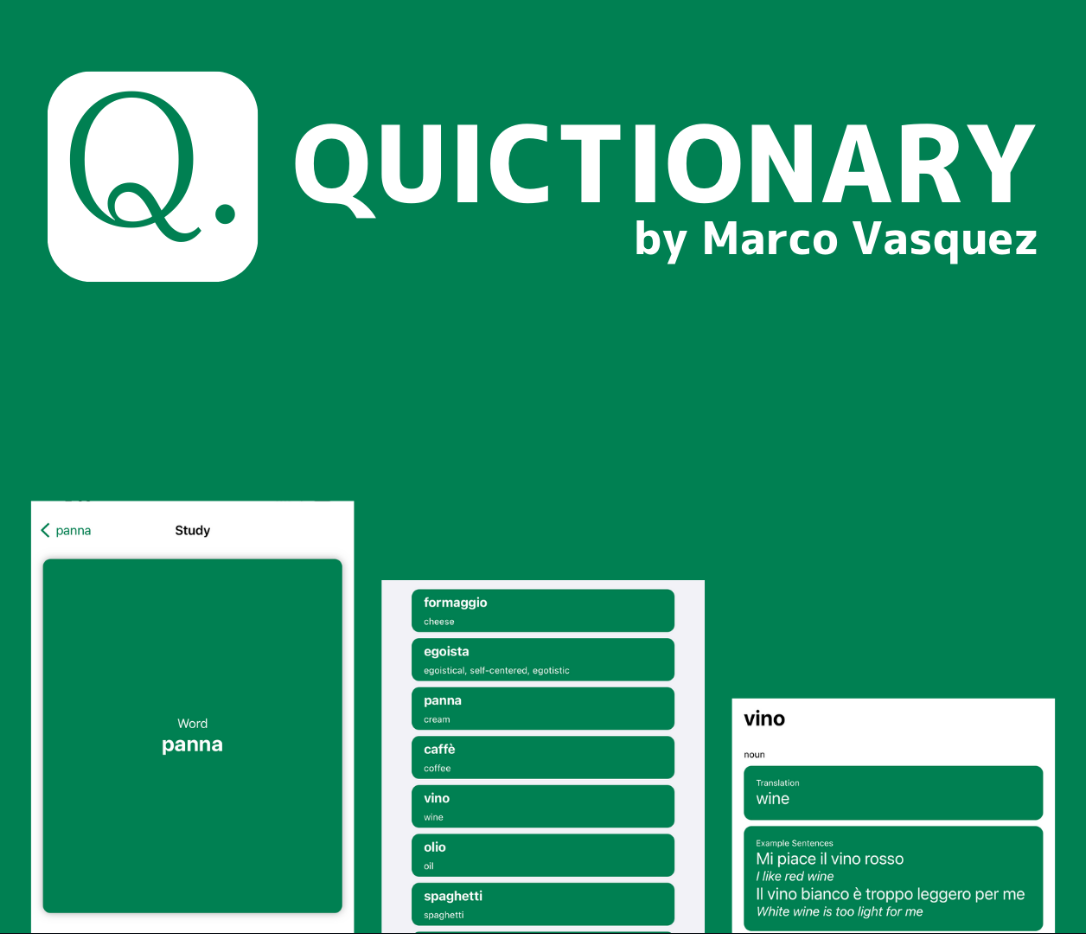 Q.
QUICTIONARY
by Marco Vasquez
panna
Study
Word
panna
formaggio
cheese
egoista
egoistical, self-centered, egotistic
panna
cream
caffè
coffee
vino
wine
olio
oil
spaghetti
spaghetti
vino
noun
Translation
wine
Example Sentences
Mi piace il vino rosso
I like red wine
Il vino bianco è troppo leggero per me
White wine is too light for me